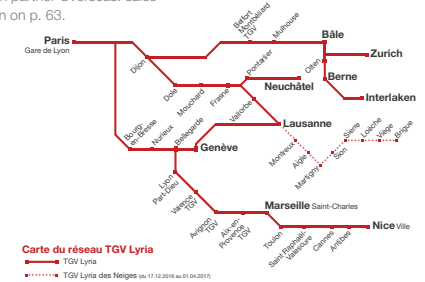 n on p. 63.
Paris
Gare de Lyon
Dijon
Belfort
Montbéliard
TGV
Mulhouse
Bâle
Zurich
Olten
Berne
Interlaken
Dole
Mouchard
Frasne
Pontarlier
Neuchâtel
Vallorbe
Lausanne
Bourg-
en-Bresse
Nurieux
Bellegarde
Genève
Montreux
Aigle
Martigny
Sion
Sierre
Loèche
Viège
Brigue
Lyon
Part-Dieu
Valence
TGV
Avignon
TGV
Aix-en-
Provence
TGV
Marseille Saint-Charles
Toulon
Saint Raphaël-
Valescure
Cannes
Antibes
Nice Ville
Carte du réseau TGV Lyria
TGV Lyria
TGV Lyria des Neiges (du 17.12.2016 au 01.04.2017)